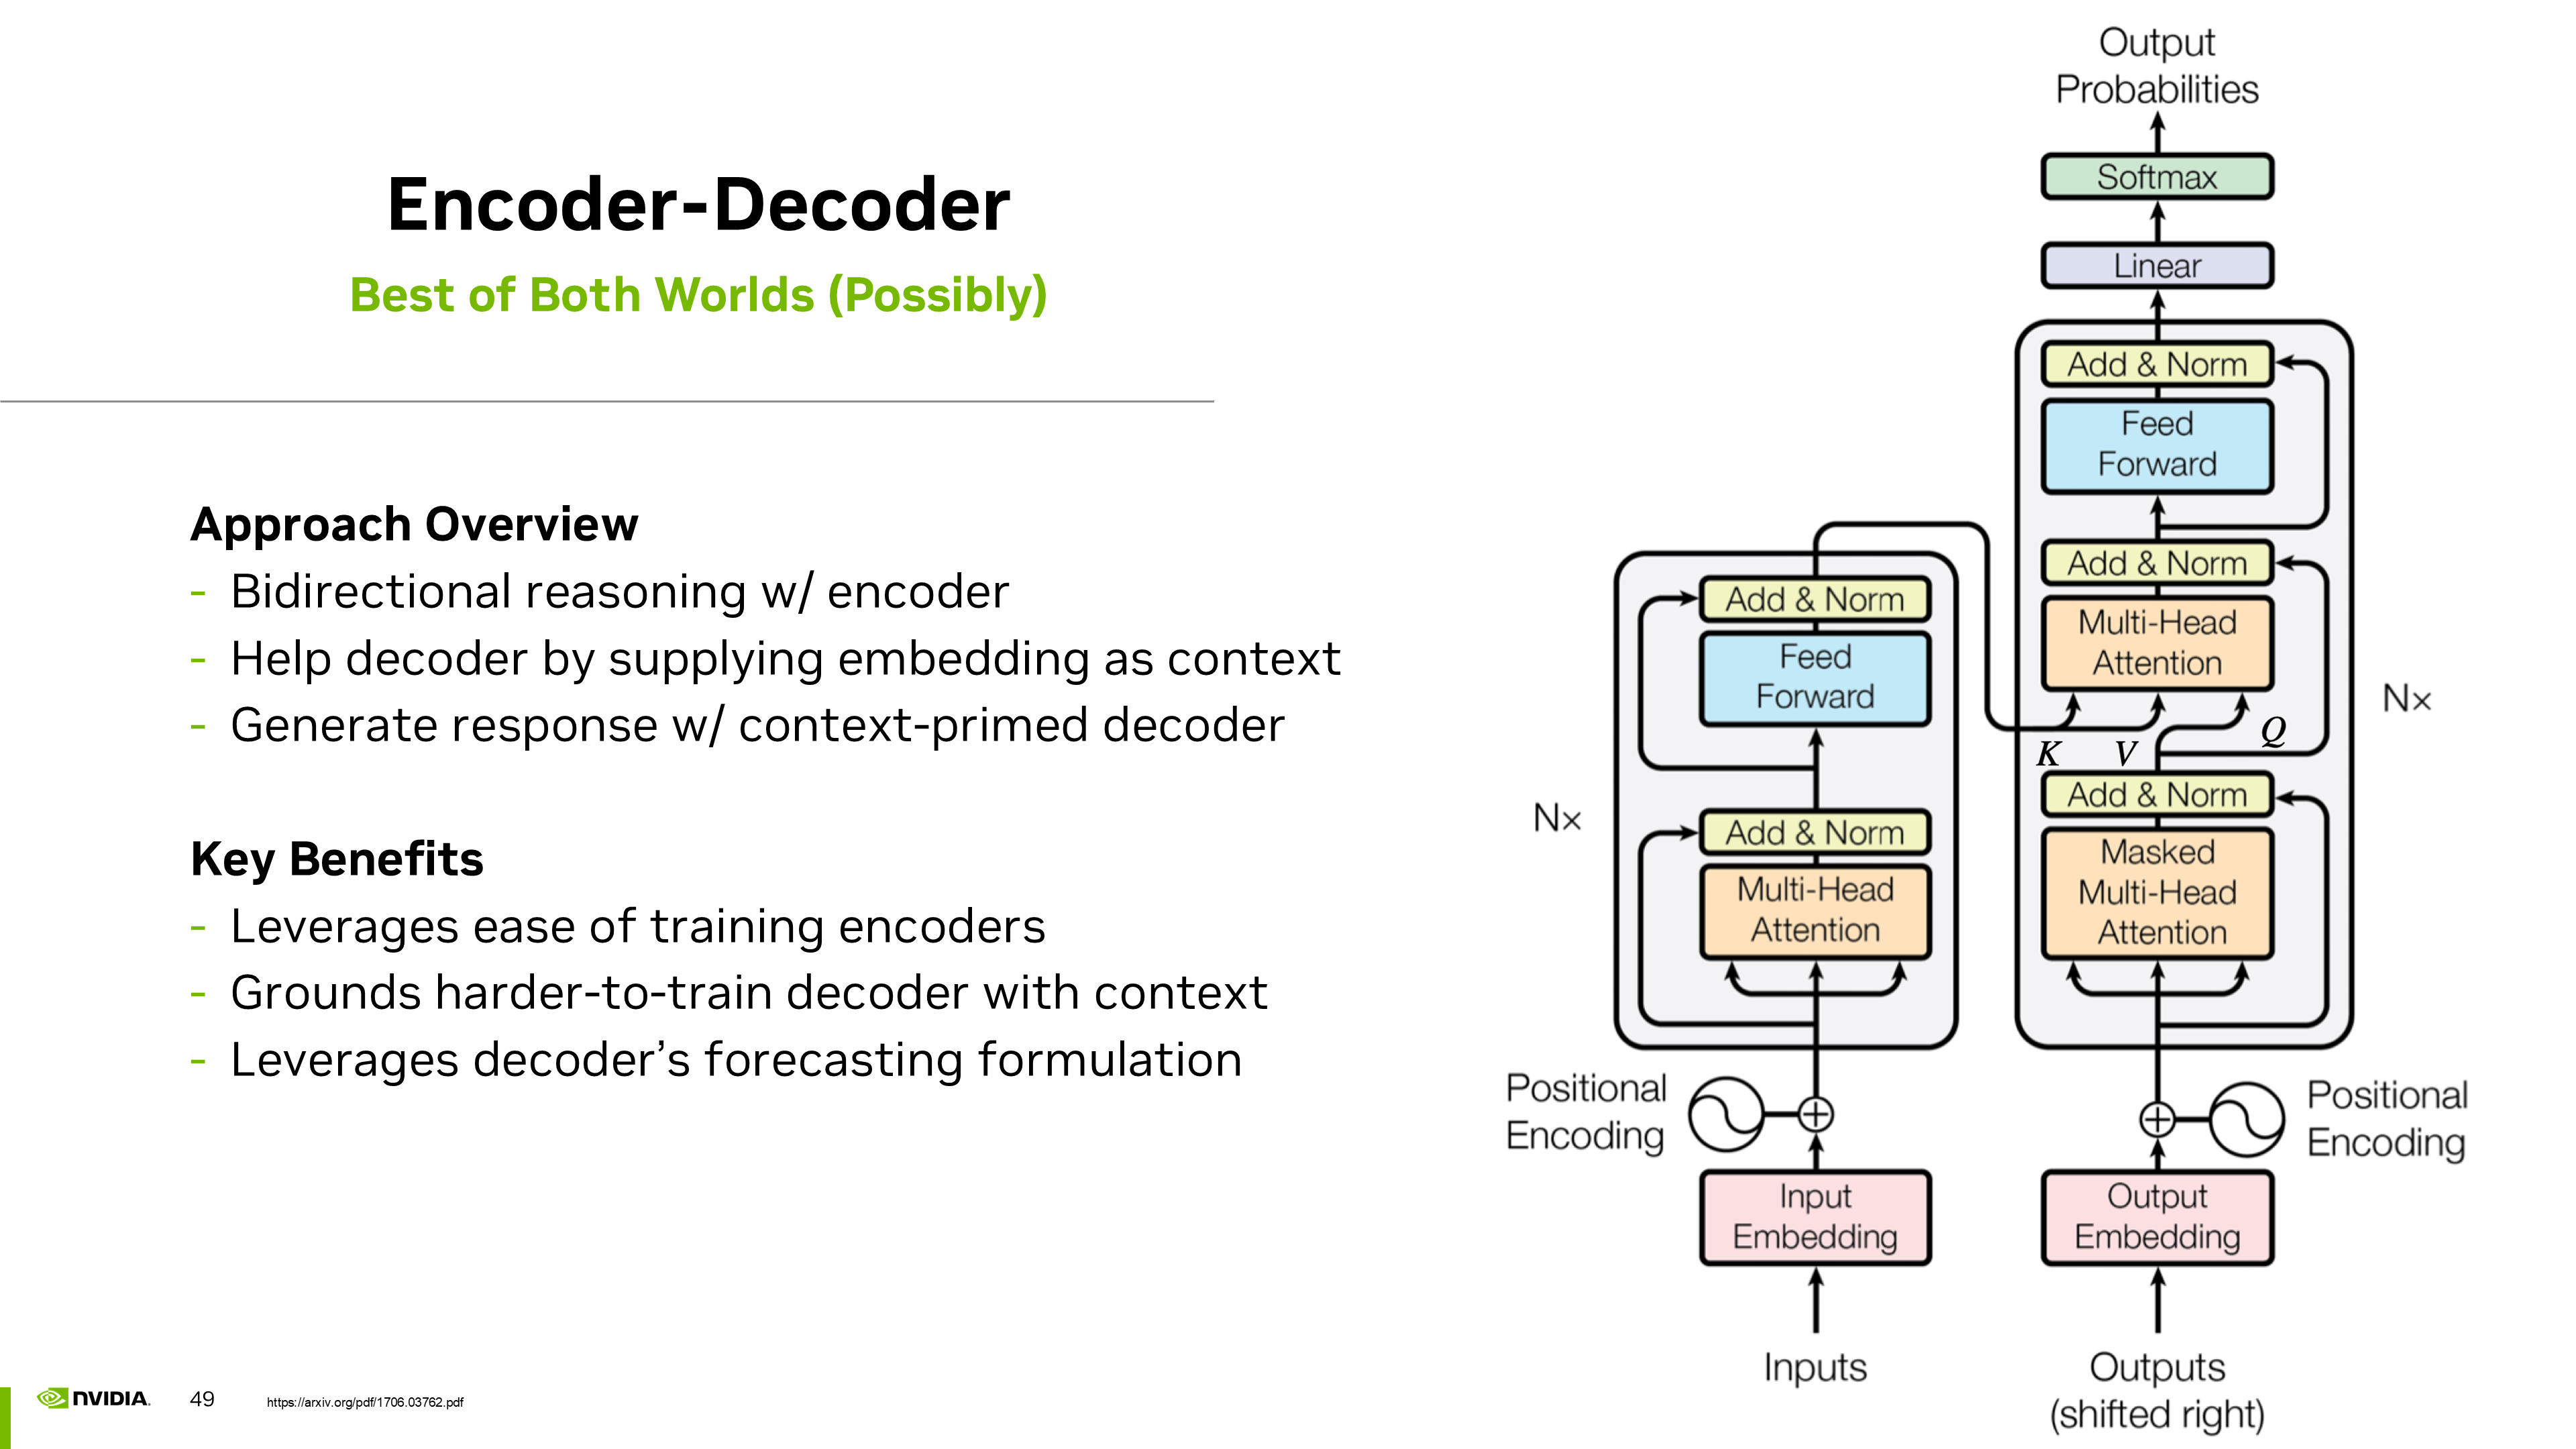 Encoder-Decoder
Best of Both Worlds (Possibly)
Approach Overview
- Bidirectional reasoning w/ encoder
- Help decoder by supplying embedding as context
- Generate response w/ context-primed decoder
Key Benefits
- Leverages ease of training encoders
- Grounds harder-to-train decoder with context
- Leverages decoder’s forecasting formulation
Output
Probabilities
Softmax
Linear
Add & Norm
Feed
Forward
Add & Norm
Multi-Head
Attention
K
V
Q
N×
Add & Norm
Masked
Multi-Head
Attention
Add & Norm
Feed
Forward
N×
Add & Norm
Multi-Head
Attention
Positional
Encoding
Positional
Encoding
Input
Embedding
Output
Embedding
Inputs
Outputs
(shifted right)
NVIDIA.
49
https://arxiv.org/pdf/1706.03762.pdf